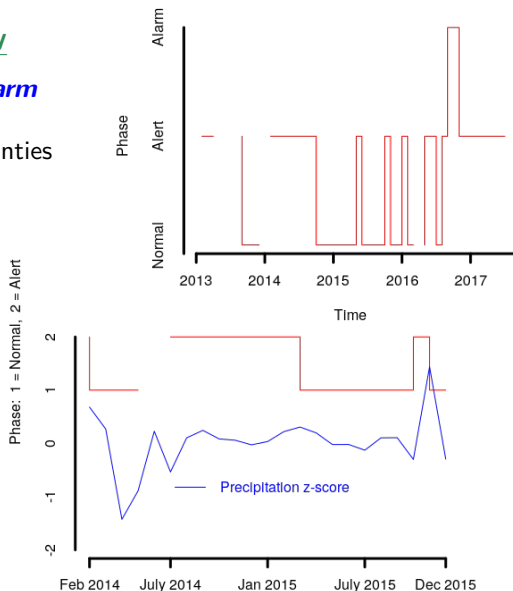 y
arm
nties
Alarm
Alert
Normal
Phase
2013 2014 2015 2016 2017
Time
Phase: 1 = Normal, 2 = Alert
2
1
0
-1
-2
Precipitation z-score
Feb 2014 July 2014 Jan 2015 July 2015 Dec 2015